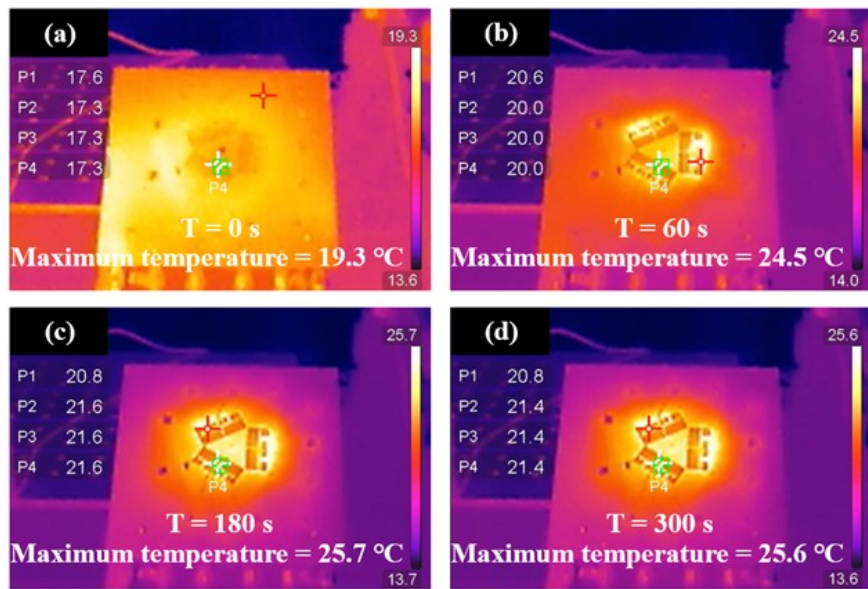 (a)
19.3
P1 17.6
P2 17.3
P3 17.3
P4 17.3
P4
T = 0 s
Maximum temperature = 19.3 ℃
13.6
(b)
24.5
P1 20.6
P2 20.0
P3 20.0
P4 20.0
P4
T = 60 s
Maximum temperature = 24.5 ℃
14.0
(c)
25.7
P1 20.8
P2 21.6
P3 21.6
P4 21.6
P4
T = 180 s
Maximum temperature = 25.7 ℃
13.7
(d)
25.6
P1 20.8
P2 21.4
P3 21.4
P4 21.4
P4
T = 300 s
Maximum temperature = 25.6 ℃
13.6